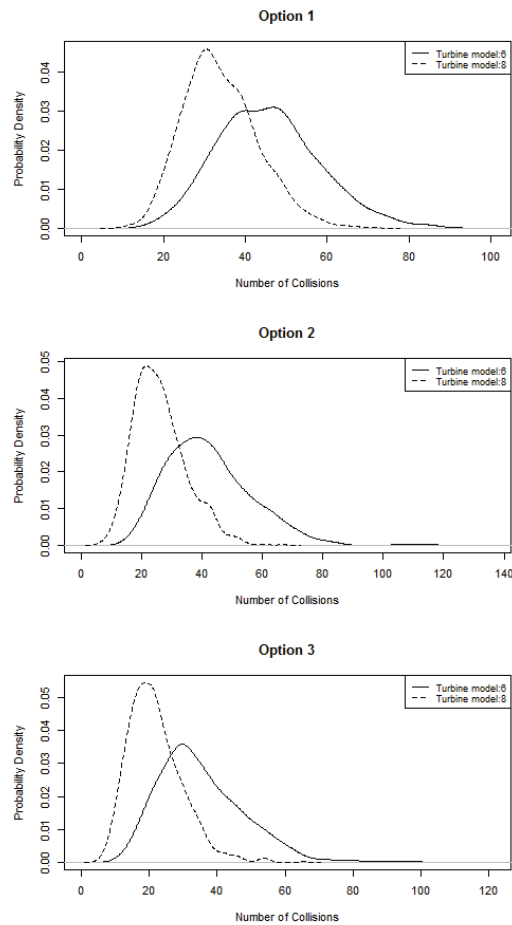 Option 1
Turbine model:6
Turbine model:8
Probability Density
0.00 0.01 0.02 0.03 0.04
0 20 40 60 80 100
Number of Collisions
Option 2
Turbine model:6
Turbine model:8
Probability Density
0.00 0.01 0.02 0.03 0.04 0.05
0 20 40 60 80 100 120 140
Number of Collisions
Option 3
Turbine model:6
Turbine model:8
Probability Density
0.00 0.01 0.02 0.03 0.04 0.05
0 20 40 60 80 100 120
Number of Collisions